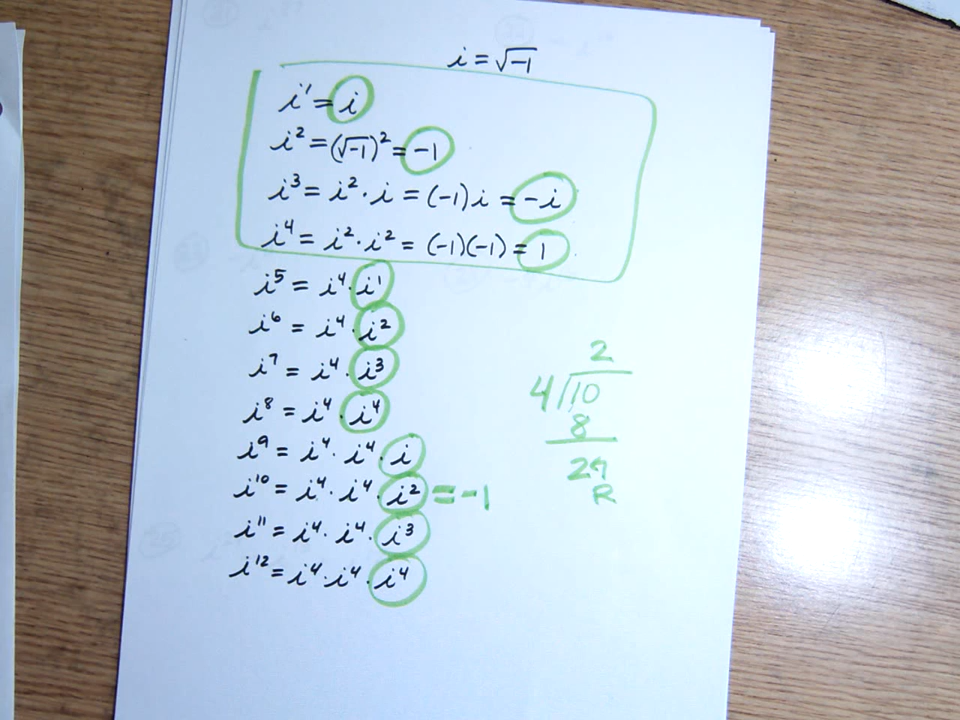 i = √-1
i¹ = i
i² = (√-1)² = -1
i³ = i² · i = (-1)i = -i
i⁴ = i² · i² = (-1)(-1) = 1
i⁵ = i⁴ · i¹
i⁶ = i⁴ · i²
i⁷ = i⁴ · i³
i⁸ = i⁴ · i⁴
i⁹ = i⁴ · i⁴ · i
i¹⁰ = i⁴ · i⁴ · i² = -1
i¹¹ = i⁴ · i⁴ · i³
i¹² = i⁴ · i⁴ · i⁴
2
4 10
8
2
R